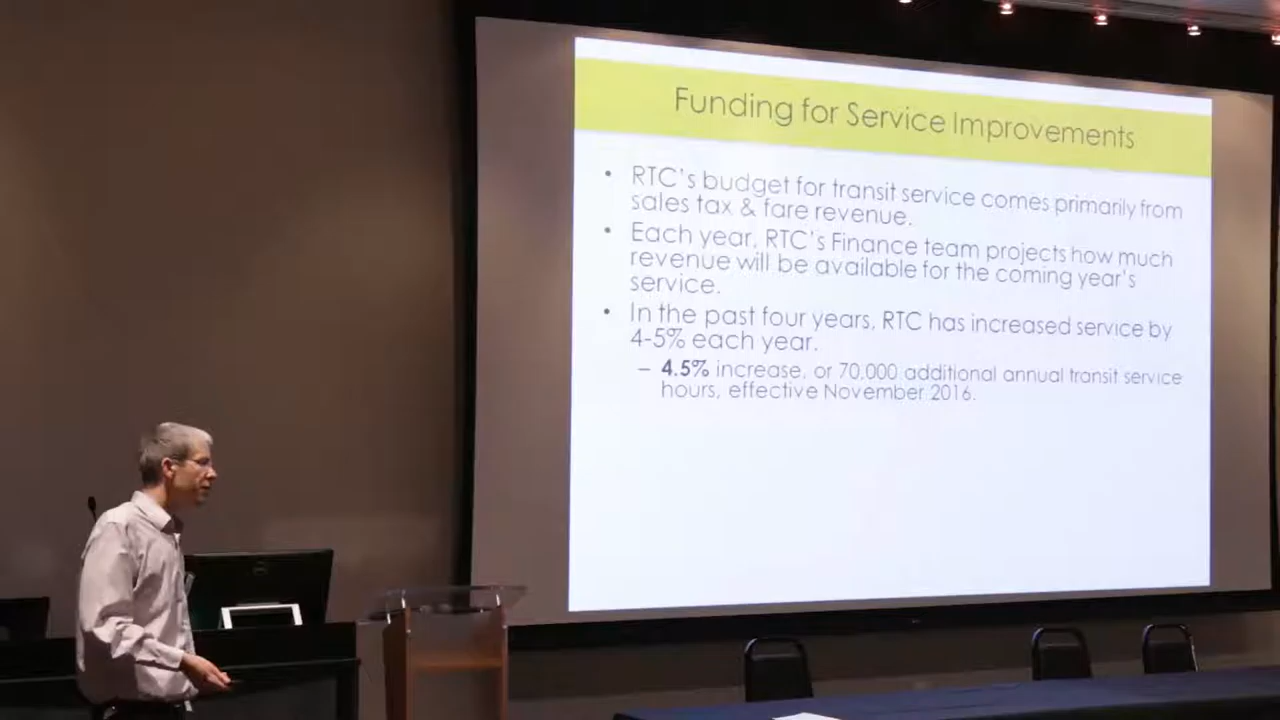 Funding for Service Improvements
• RTC's budget for transit service comes primarily from
sales tax & fare revenue.
• Each year, RTC's Finance team projects how much
revenue will be available for the coming year's
service.
• In the past four years, RTC has increased service by
4-5% each year.
– 4.5% increase, or 70,000 additional annual transit service
hours, effective November 2016.